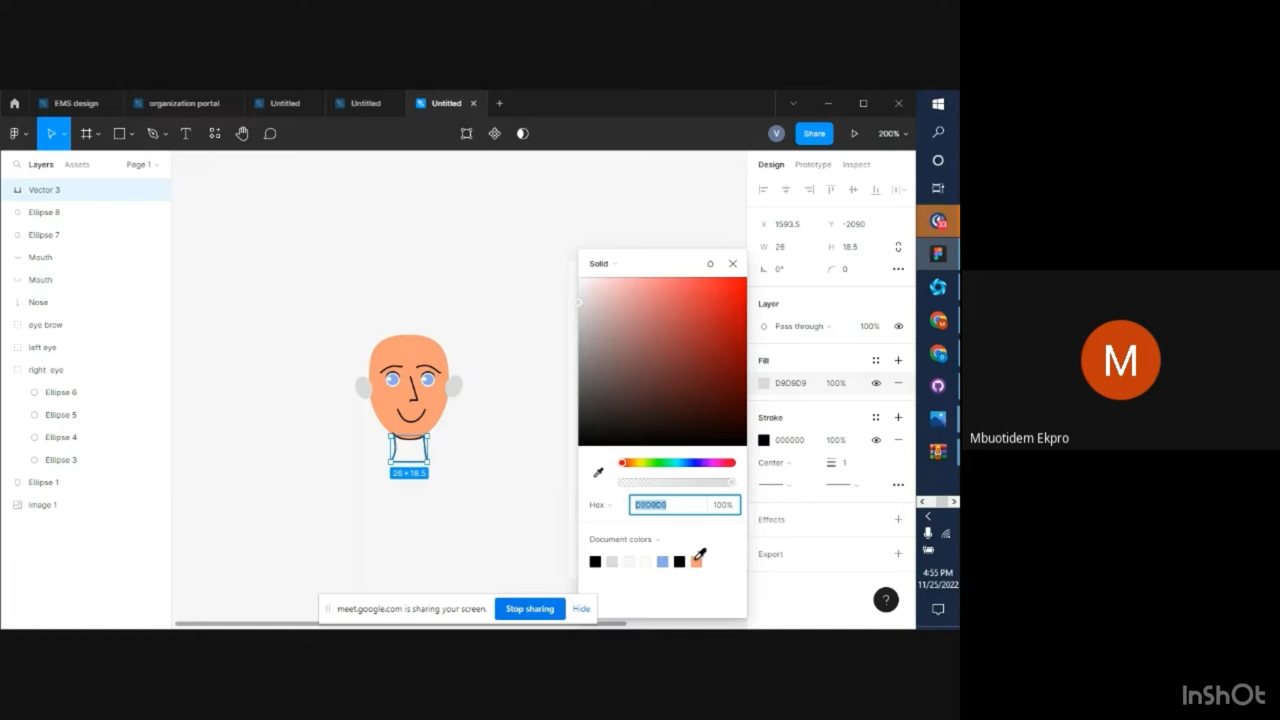 EMS design
organization portal
Untitled
Untitled
Untitled
V
Share
200%
Layers
Assets
Page 1
Design
Prototype
Inspect
Vector 3
Ellipse 8
Ellipse 7
Mouth
Mouth
Nose
eye brow
left eye
right eye
Ellipse 6
Ellipse 5
Ellipse 4
Ellipse 3
Ellipse 1
Image 1
26 × 18.5
Solid
Hex
D9D9D9
100%
Document colors
X 1593.5
Y -2090
W 26
H 18.5
0°
0
Layer
Pass through
100%
Fill
D9D9D9
100%
Stroke
000000
100%
Center
1
Effects
Export
?
meet.google.com is sharing your screen.
Stop sharing
Hide
4:55 PM
11/25/2022
M
Mbuotidem Ekpro
InShOt